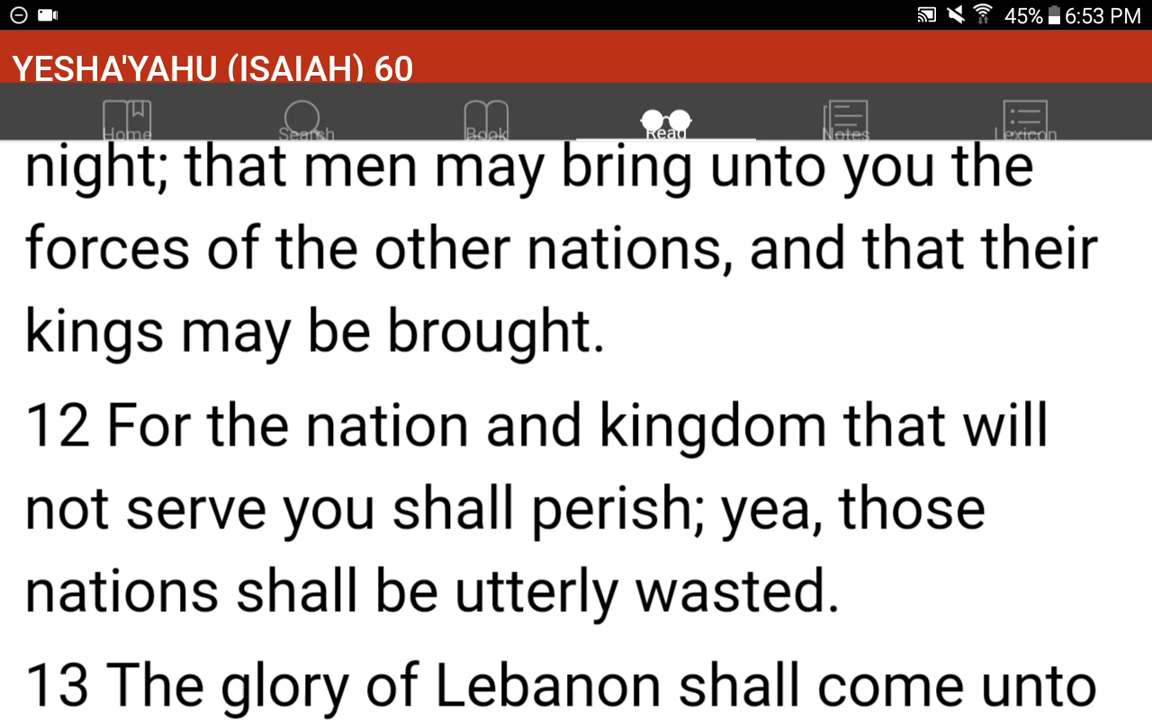 45% 6:53 PM
YESHA'YAHU (ISAIAH) 60
Home Search Book Read Notes Lexicon
night; that men may bring unto you the
forces of the other nations, and that their
kings may be brought.
12 For the nation and kingdom that will
not serve you shall perish; yea, those
nations shall be utterly wasted.
13 The glory of Lebanon shall come unto